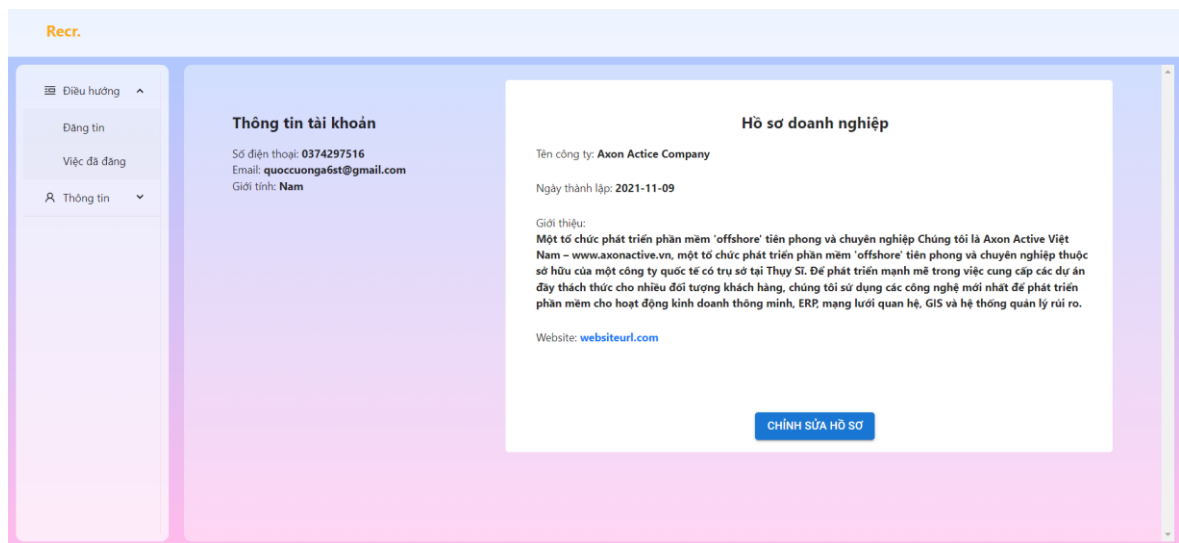 Recr.
Điều hướng
Đăng tin
Việc đã đăng
Thông tin
Thông tin tài khoản
Số điện thoại: 0374297516
Email: quoccuonga6st@gmail.com
Giới tính: Nam
Hồ sơ doanh nghiệp
Tên công ty: Axon Actice Company
Ngày thành lập: 2021-11-09
Giới thiệu:
Một tổ chức phát triển phần mềm 'offshore' tiên phong và chuyên nghiệp Chúng tôi là Axon Active Việt
Nam – www.axonactive.vn, một tổ chức phát triển phần mềm 'offshore' tiên phong và chuyên nghiệp thuộc
sở hữu của một công ty quốc tế có trụ sở tại Thụy Sĩ. Để phát triển mạnh mẽ trong việc cung cấp các dự án
đầy thách thức cho nhiều đối tượng khách hàng, chúng tôi sử dụng các công nghệ mới nhất để phát triển
phần mềm cho hoạt động kinh doanh thông minh, ERP, mạng lưới quan hệ, GIS và hệ thống quản lý rủi ro.
Website: websiteurl.com
CHỈNH SỬA HỒ SƠ